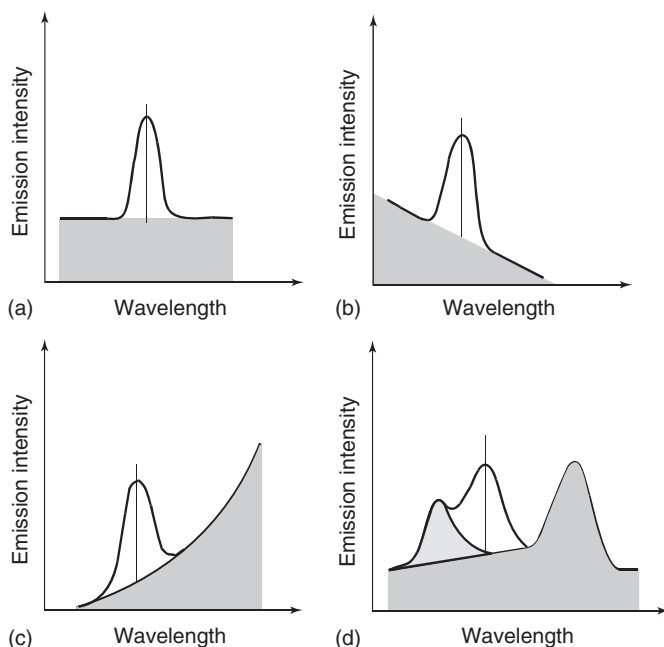 Emission intensity
(a)
Wavelength
Emission intensity
(b)
Wavelength
Emission intensity
(c)
Wavelength
Emission intensity
(d)
Wavelength